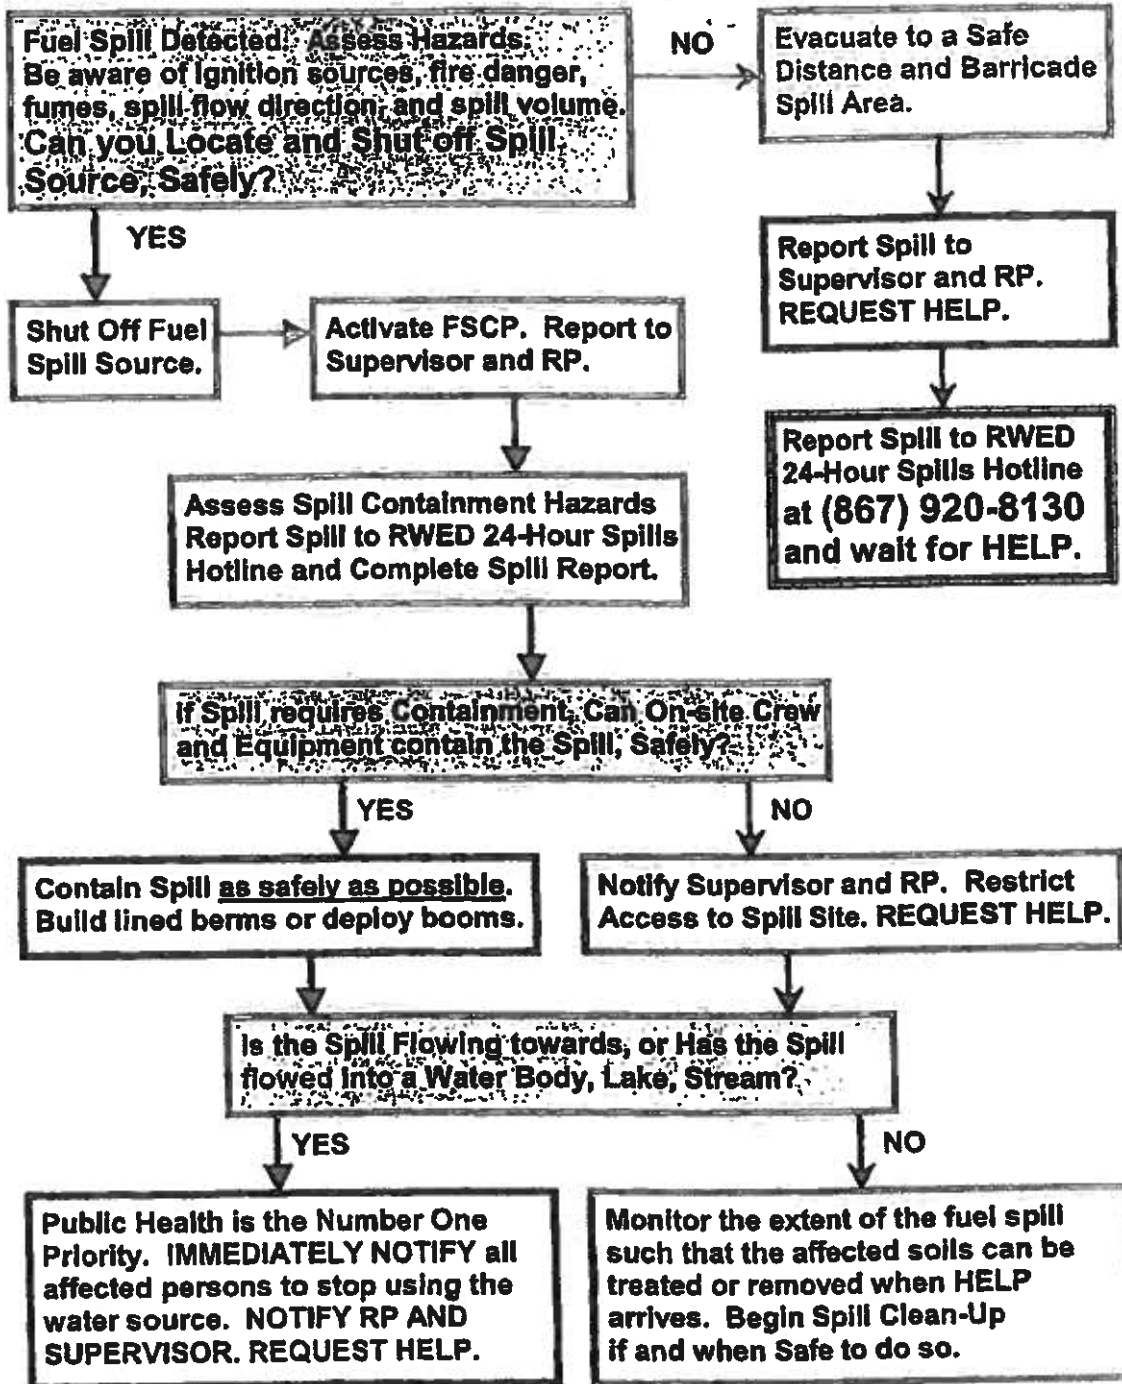 Fuel Spill Detected. Assess Hazards.
Be aware of ignition sources, fire danger,
fumes, spill flow direction, and spill volume.
Can you Locate and Shut off Spill
Source, Safely?
NO
Evacuate to a Safe
Distance and Barricade
Spill Area.
YES
Report Spill to
Supervisor and RP.
REQUEST HELP.
Shut Off Fuel
Spill Source.
Activate FSCP. Report to
Supervisor and RP.
Report Spill to RWED
24-Hour Spills Hotline
at (867) 920-8130
and wait for HELP.
Assess Spill Containment Hazards
Report Spill to RWED 24-Hour Spills
Hotline and Complete Spill Report.
If Spill requires Containment, Can On-site Crew
and Equipment contain the Spill, Safely?
YES
NO
Contain Spill as safely as possible.
Build lined berms or deploy booms.
Notify Supervisor and RP. Restrict
Access to Spill Site. REQUEST HELP.
Is the Spill Flowing towards, or Has the Spill
flowed into a Water Body, Lake, Stream?
YES
NO
Public Health is the Number One
Priority. IMMEDIATELY NOTIFY all
affected persons to stop using the
water source. NOTIFY RP AND
SUPERVISOR. REQUEST HELP.
Monitor the extent of the fuel spill
such that the affected soils can be
treated or removed when HELP
arrives. Begin Spill Clean-Up
if and when Safe to do so.